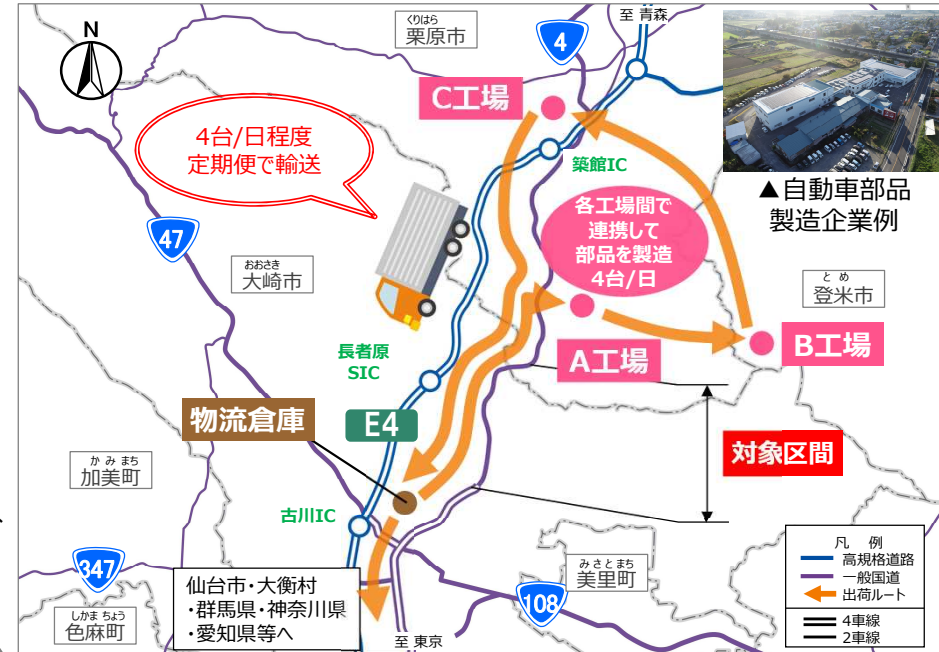 至 青森
くりはら
栗原市
4
N
C工場
4台/日程度
定期便で輸送
築館IC
▲自動車部品
製造企業例
各工場間で
連携して
部品を製造
4台/日
47
おおさき
大崎市
と め
登米市
長者原
SIC
A工場
B工場
物流倉庫
E4
対象区間
か み まち
加美町
古川IC
凡 例
高規格道路
一般国道
出荷ルート
4車線
2車線
347
仙台市・大衡村
・群馬県・神奈川県
・愛知県等へ
み さ と まち
美里町
108
しかま ちょう
色麻町
至 東京